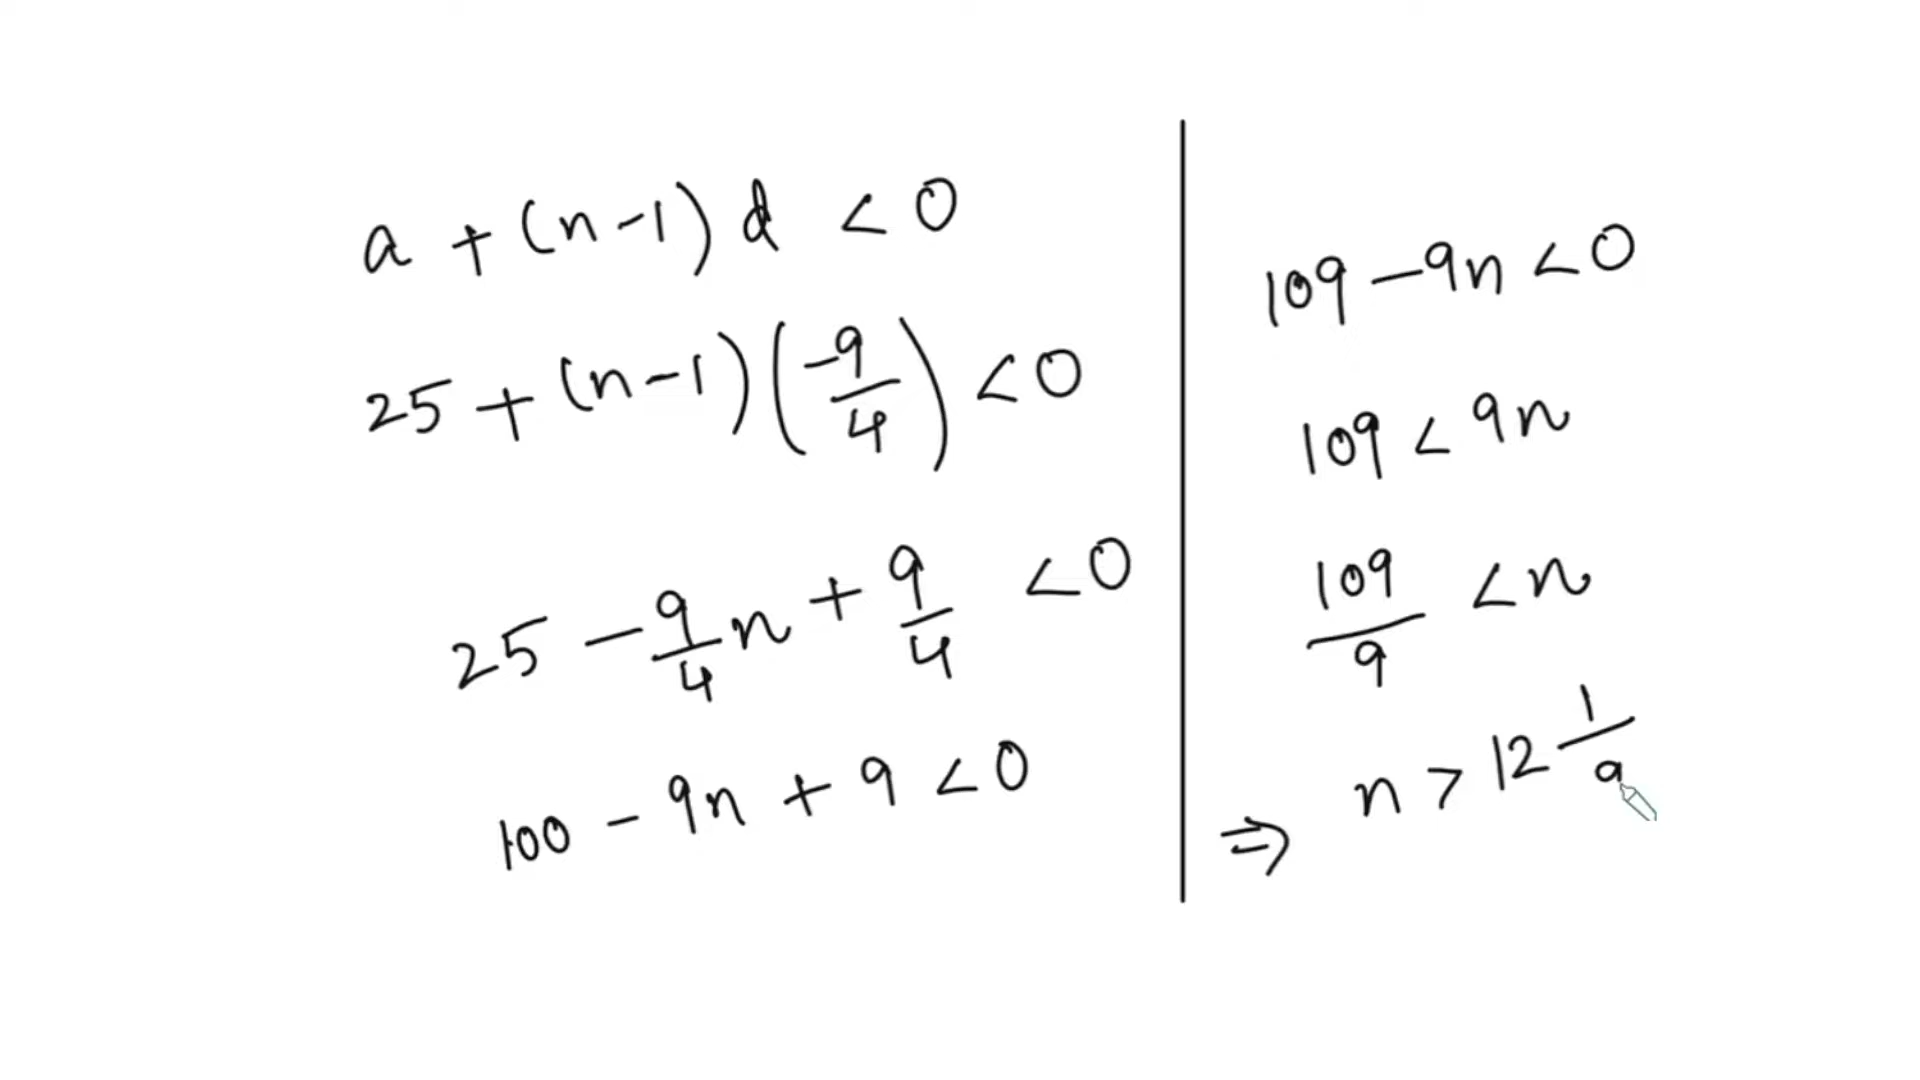 a + (n-1) d < 0
25 + (n-1) (-9/4) < 0
25 - 9/4 n + 9/4 < 0
100 - 9n + 9 < 0
109 - 9n < 0
109 < 9n
109/9 < n
⇒ n > 12 1/9